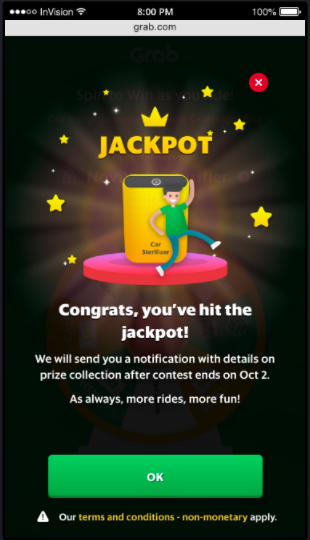 InVision
8:00 PM
100%
grab.com
Grab
Spin to Win as you ride!
JACKPOT
Car
Sterilizer
Congrats, you've hit the
jackpot!
We will send you a notification with details on
prize collection after contest ends on Oct 2.
As always, more rides, more fun!
OK
Our terms and conditions - non-monetary apply.